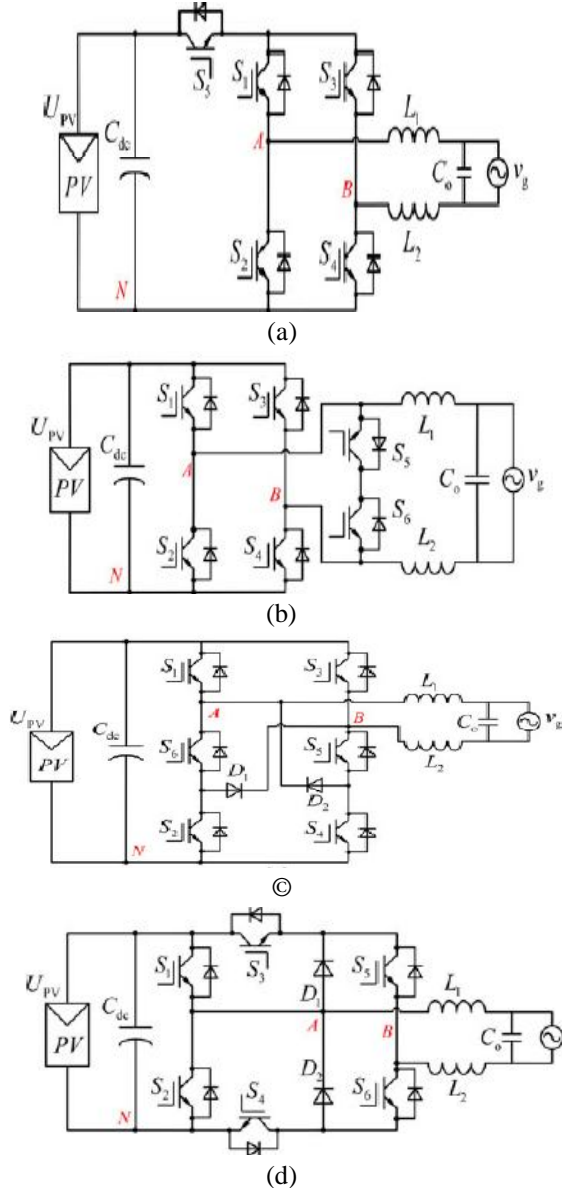 S5
S1
S3
UPV
Cdc
L1
A
PV
Co
vg
B
S2
S4
L2
N
(a)
S1
S3
UPV
Cdc
L1
A
S5
PV
Co
vg
B
S6
S2
S4
L2
N
(b)
S1
S3
L1
UPV
Cdc
A
B
Co
vg
PV
S6
S5
L2
D1
D2
S2
S4
N
©
S3
S1
S5
UPV
Cdc
D1
L1
PV
A
B
Co
D2
S2
S4
S6
L2
N
(d)